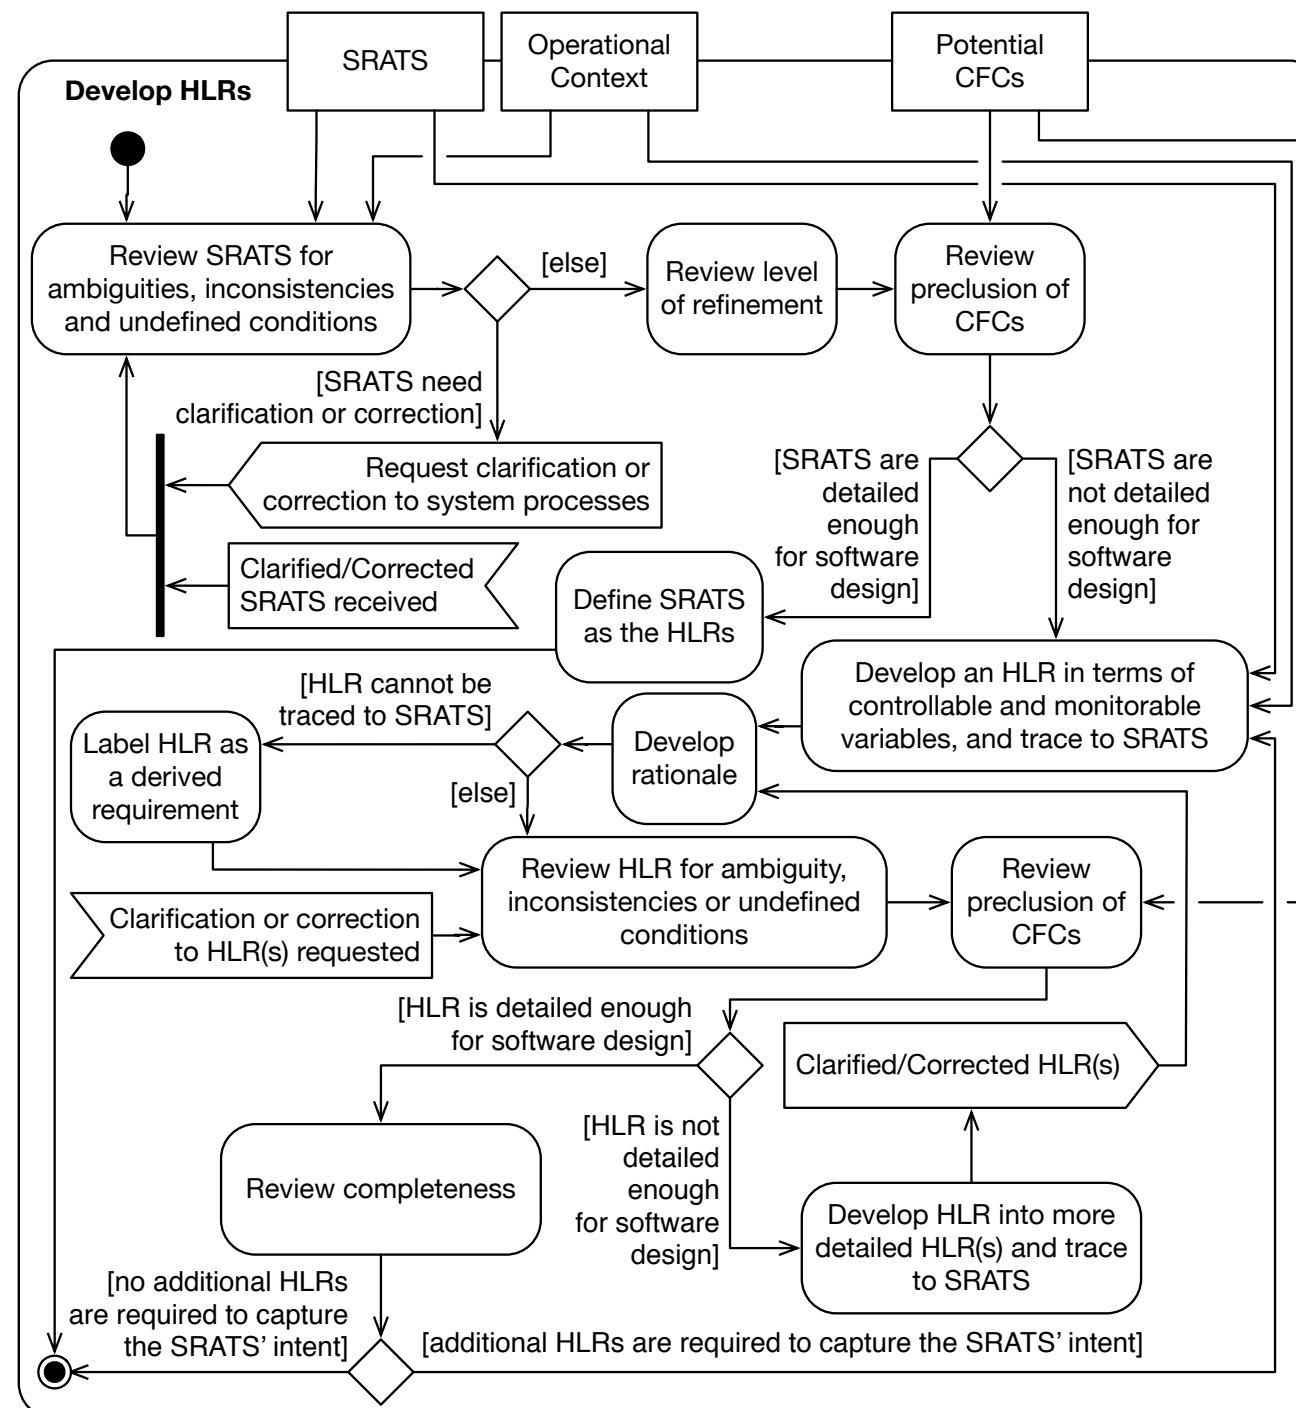 SRATS
Operational
Context
Potential
CFCs
Develop HLRs
Review SRATS for
ambiguities, inconsistencies
and undefined conditions
[else]
Review level
of refinement
Review
preclusion of
CFCs
[SRATS need
clarification or correction]
Request clarification or
correction to system processes
Clarified/Corrected
SRATS received
[SRATS are
detailed
enough
for software
design]
[SRATS are
not detailed
enough for
software
design]
Define SRATS
as the HLRs
Develop an HLR in terms of
controllable and monitorable
variables, and trace to SRATS
[HLR cannot be
traced to SRATS]
Develop
rationale
Label HLR as
a derived
requirement
[else]
Review HLR for ambiguity,
inconsistencies or undefined
conditions
Review
preclusion of
CFCs
Clarification or correction
to HLR(s) requested
[HLR is detailed enough
for software design]
Clarified/Corrected HLR(s)
[HLR is not
detailed
enough
for software
design]
Review completeness
Develop HLR into more
detailed HLR(s) and trace
to SRATS
[no additional HLRs
are required to capture
the SRATS' intent]
[additional HLRs are required to capture the SRATS' intent]